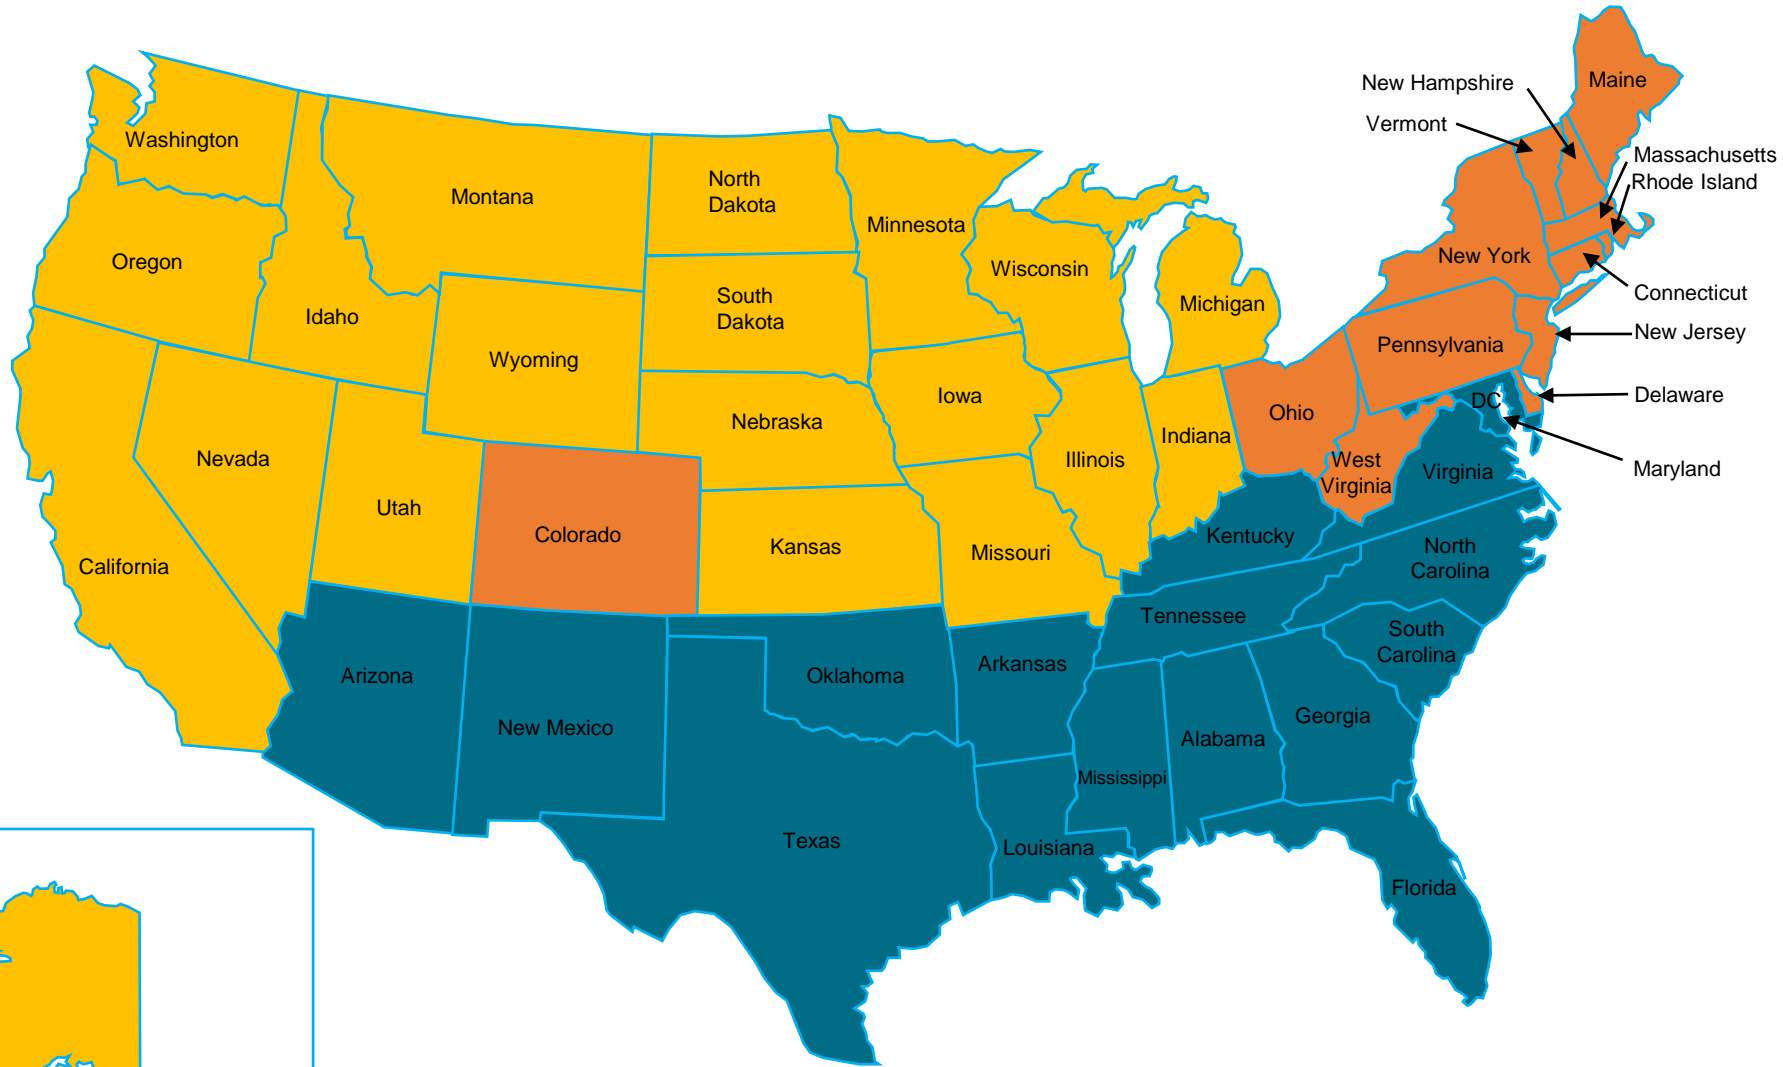 Maine
New Hampshire
Vermont
Washington
Massachusetts
Rhode Island
Montana
North
Dakota
Minnesota
Oregon
New York
Wisconsin
Connecticut
South
Dakota
Michigan
Idaho
New Jersey
Pennsylvania
Wyoming
Iowa
Delaware
DC
Ohio
Nebraska
Indiana
Nevada
Illinois
West
Virginia
Virginia
Maryland
Utah
Colorado
Kansas
Missouri
Kentucky
North
Carolina
California
Tennessee
South
Carolina
Arkansas
Arizona
Oklahoma
Georgia
New Mexico
Alabama
Mississippi
Texas
Louisiana
Florida